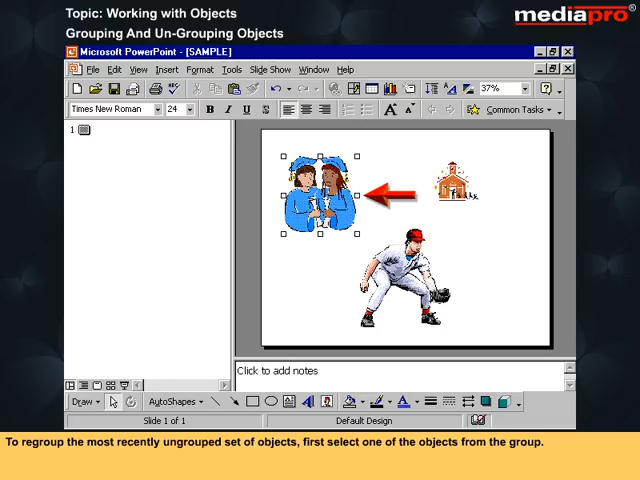 Topic: Working with Objects
mediapro®
Grouping And Un-Grouping Objects
Microsoft PowerPoint - [SAMPLE]
File Edit View Insert Format Tools Slide Show Window Help
37%
Times New Roman 24 B I U S A A Common Tasks
1
Click to add notes
Draw AutoShapes A A
Slide 1 of 1 Default Design
To regroup the most recently ungrouped set of objects, first select one of the objects from the group.